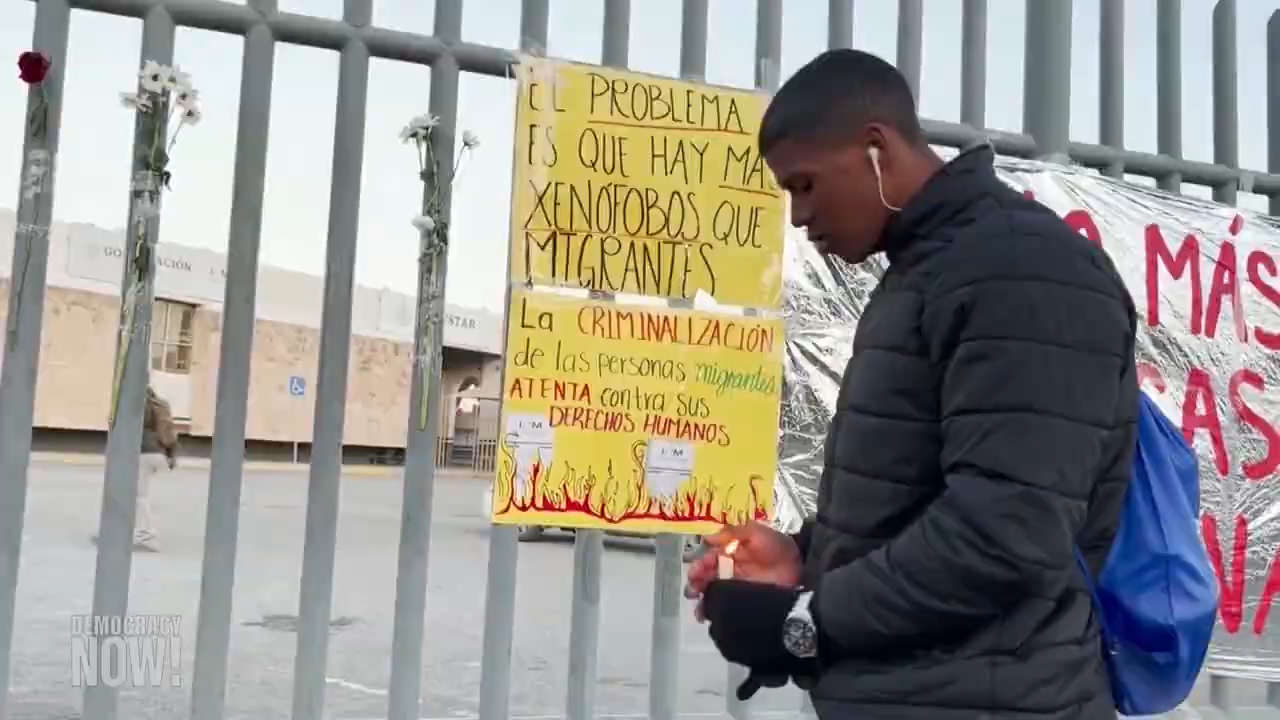 EL PROBLEMA
ES QUE HAY MÁS
XENÓFOBOS QUE
MIGRANTES
La CRIMINALIZACIÓN
de las personas migrantes
ATENTA contra sus
DERECHOS HUMANOS
MÁS
DEMOCRACY
NOW!